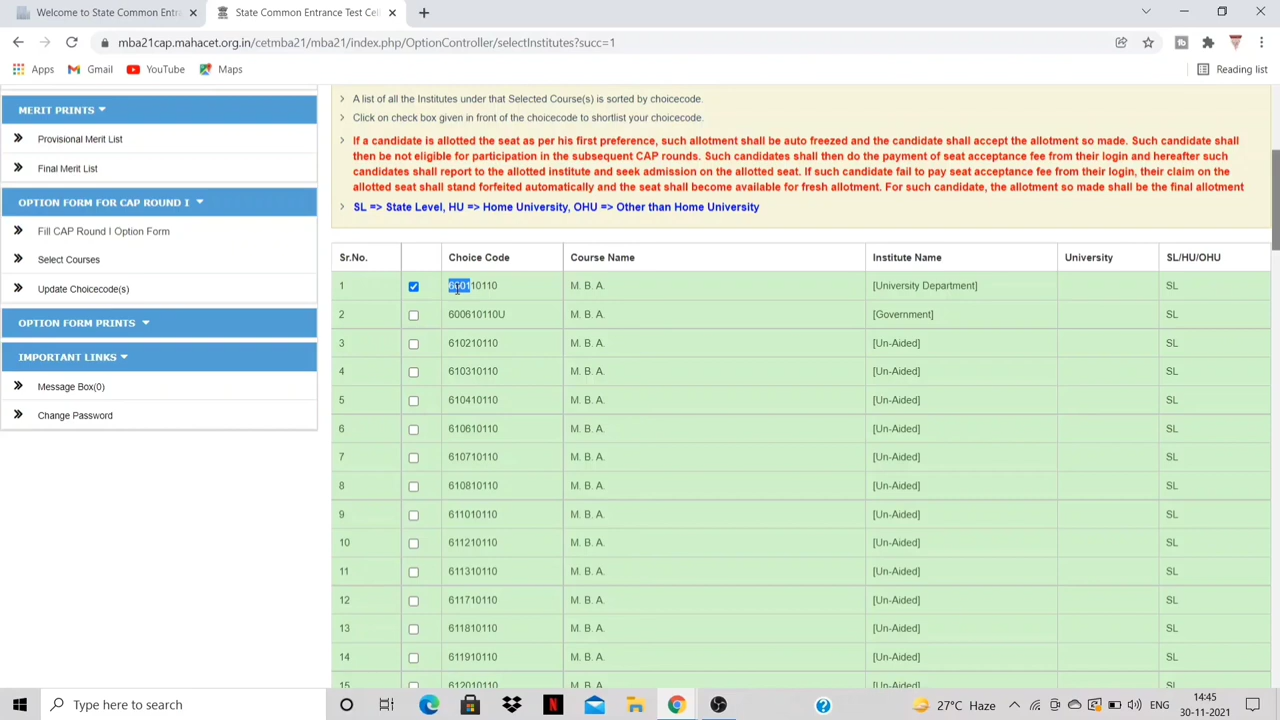 Welcome to State Common Entr
State Common Entrance Test Cell
mba21cap.mahacet.org.in/cetmba21/mba21/index.php/OptionController/selectInstitutes?succ=1
Apps Gmail YouTube Maps Reading list
MERIT PRINTS
Provisional Merit List
Final Merit List
OPTION FORM FOR CAP ROUND I
Fill CAP Round I Option Form
Select Courses
Update Choicecode(s)
OPTION FORM PRINTS
IMPORTANT LINKS
Message Box(0)
Change Password
A list of all the Institutes under that Selected Course(s) is sorted by choicecode.
Click on check box given in front of the choicecode to shortlist your choicecode.
If a candidate is allotted the seat as per his first preference, such allotment shall be auto freezed and the candidate shall accept the allotment so made. Such candidate shall
then be not eligible for participation in the subsequent CAP rounds. Such candidates shall then do the payment of seat acceptance fee from their login and hereafter such
candidates shall report to the allotted institute and seek admission on the allotted seat. If such candidate fail to pay seat acceptance fee from their login, their claim on the
allotted seat shall stand forfeited automatically and the seat shall become available for fresh allotment. For such candidate, the allotment so made shall be the final allotment
SL => State Level, HU => Home University, OHU => Other than Home University
Sr.No. Choice Code Course Name Institute Name University SL/HU/OHU
1 600110110 M. B. A. [University Department] SL
2 600610110U M. B. A. [Government] SL
3 610210110 M. B. A. [Un-Aided] SL
4 610310110 M. B. A. [Un-Aided] SL
5 610410110 M. B. A. [Un-Aided] SL
6 610610110 M. B. A. [Un-Aided] SL
7 610710110 M. B. A. [Un-Aided] SL
8 610810110 M. B. A. [Un-Aided] SL
9 611010110 M. B. A. [Un-Aided] SL
10 611210110 M. B. A. [Un-Aided] SL
11 611310110 M. B. A. [Un-Aided] SL
12 611710110 M. B. A. [Un-Aided] SL
13 611810110 M. B. A. [Un-Aided] SL
14 611910110 M. B. A. [Un-Aided] SL
15 612010110 M. B. A. [Un-Aided] SL
Type here to search
27°C Haze
ENG
14:45
30-11-2021